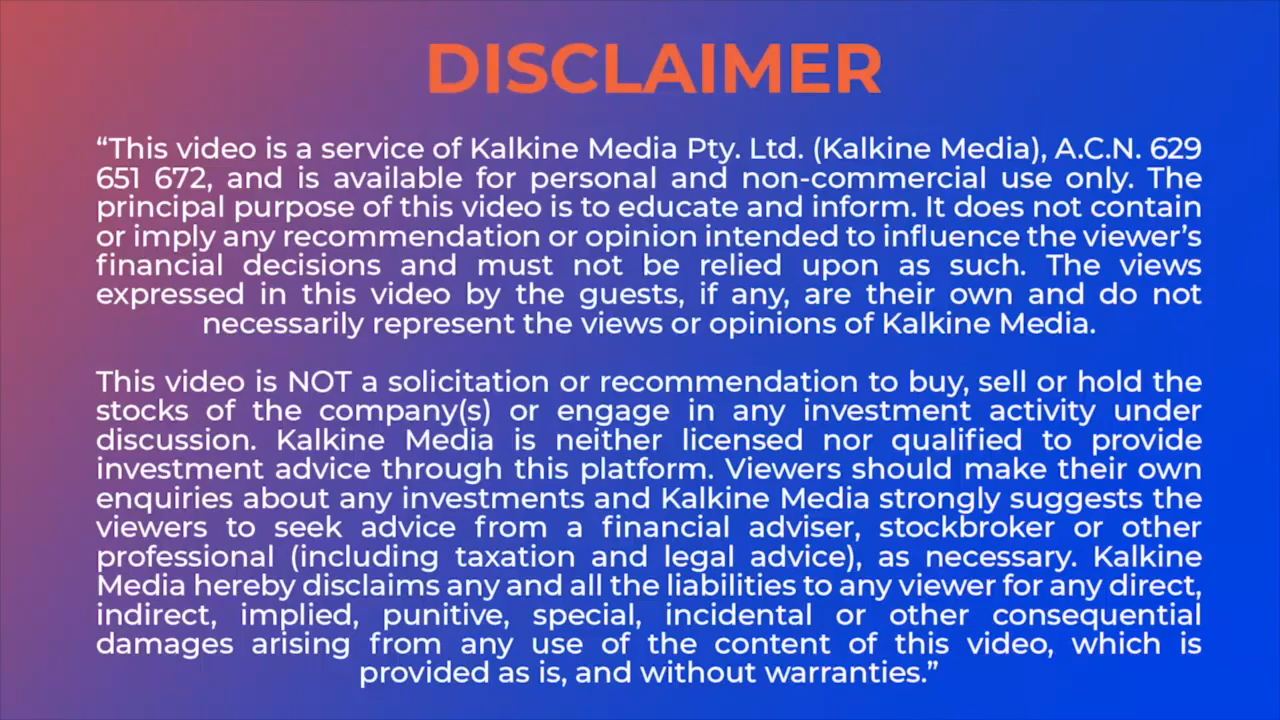 DISCLAIMER
“This video is a service of Kalkine Media Pty. Ltd. (Kalkine Media), A.C.N. 629
651 672, and is available for personal and non-commercial use only. The
principal purpose of this video is to educate and inform. It does not contain
or imply any recommendation or opinion intended to influence the viewer’s
financial decisions and must not be relied upon as such. The views
expressed in this video by the guests, if any, are their own and do not
necessarily represent the views or opinions of Kalkine Media.
This video is NOT a solicitation or recommendation to buy, sell or hold the
stocks of the company(s) or engage in any investment activity under
discussion. Kalkine Media is neither licensed nor qualified to provide
investment advice through this platform. Viewers should make their own
enquiries about any investments and Kalkine Media strongly suggests the
viewers to seek advice from a financial adviser, stockbroker or other
professional (including taxation and legal advice), as necessary. Kalkine
Media hereby disclaims any and all the liabilities to any viewer for any direct,
indirect, implied, punitive, special, incidental or other consequential
damages arising from any use of the content of this video, which is
provided as is, and without warranties.”